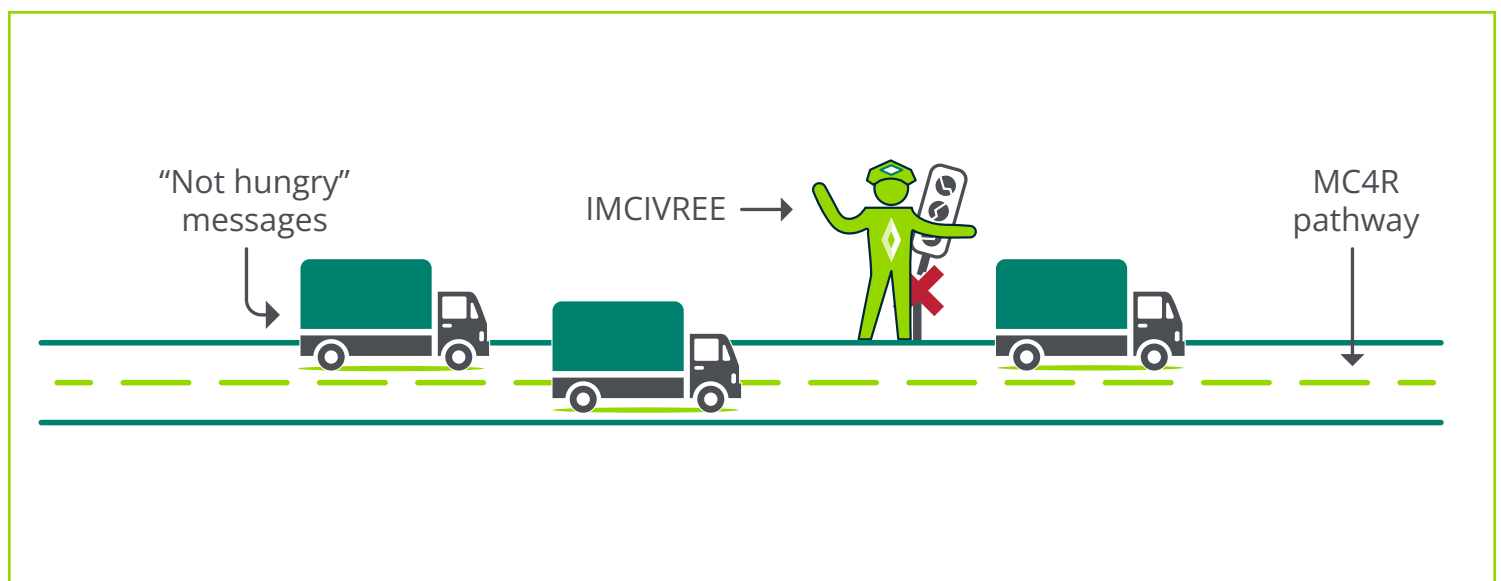 “Not hungry”
messages
IMCIVREE
MC4R
pathway